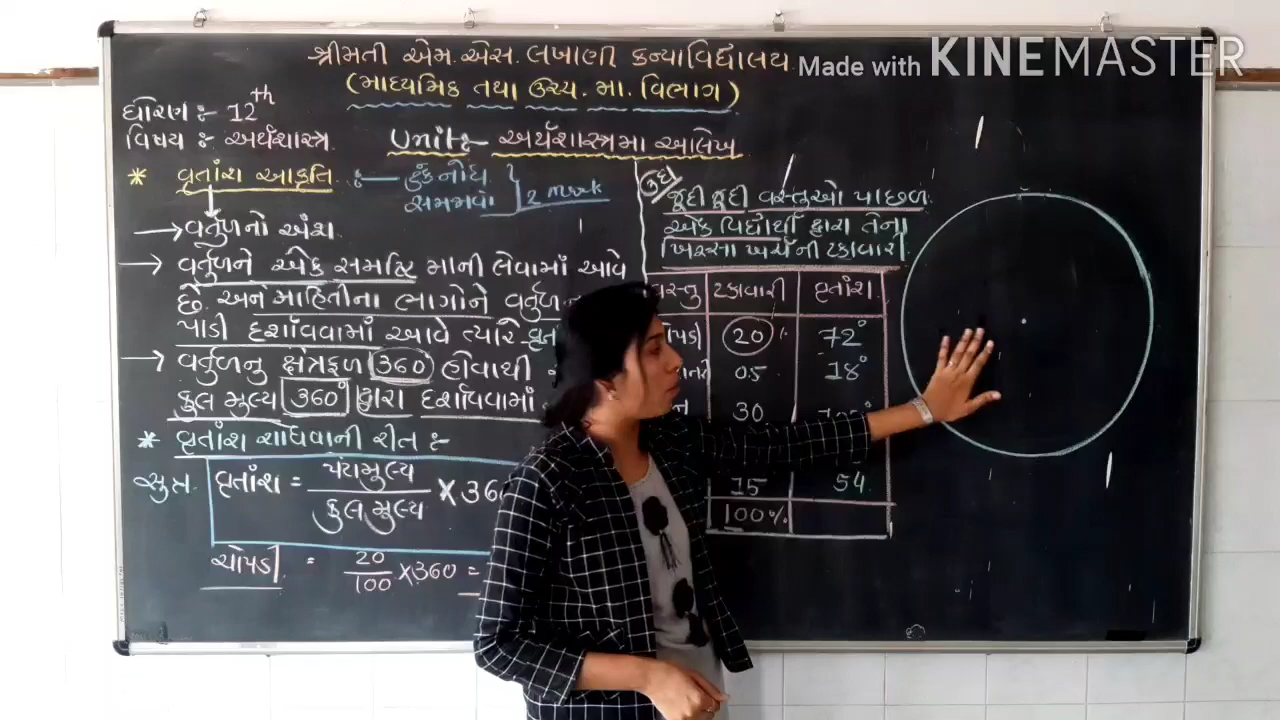 શ્રીમતી એમ.એસ.લખાણી કન્યાવિદ્યાલય
Made with KINEMASTER
(માધ્યમિક તથા ઉચ્ચ. મા. વિભાગ)
ધોરણ :- 12th
વિષય :- અર્થશાસ્ત્ર.
Unit:- અર્થશાસ્ત્રમા આલેખ
* વૃતાંશ આકૃતિ :— ટુંકનોંધ
સમજાવો
2 mark
→ વર્તુળનો અંશ
→ વર્તુળને એક સમષ્ટિ માની લેવામાં આવે
છે. અને માહિતીના ભાગોને વર્તુળ
પાડી દર્શાવવામાં આવે ત્યારે
→ વર્તુળનુ ક્ષેત્રફળ 360° હોવાથી
કુલ મૂલ્ય 360° દ્વારા દર્શાવવામાં
* વૃતાંશ શોધવાની રીત :-
સુત્ર. વૃતાંશ = પંચમુલ્ય / કુલ મૂલ્ય × 360
ચોપડી = 20/100 × 360 =
જૂદી જૂદી વસ્તુઓ પાછળ
એક વિદ્યાર્થી દ્વારા તેના
ખિસ્સા ખર્ચની ટકાવારી.
ટકાવારી વૃતાંશ
20 % 72°
05 18°
30
15 54
100%